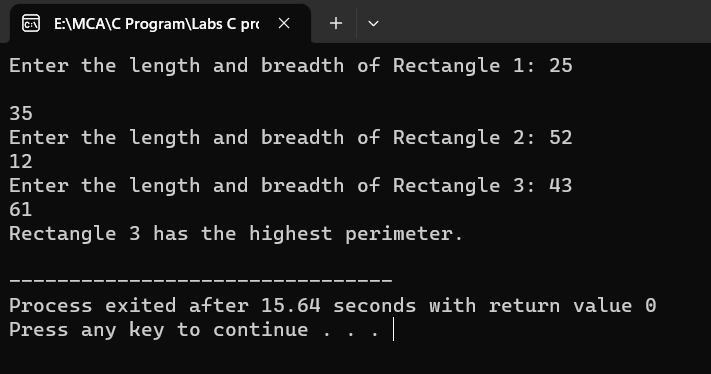 E:\MCA\C Program\Labs C pro
Enter the length and breadth of Rectangle 1: 25
35
Enter the length and breadth of Rectangle 2: 52
12
Enter the length and breadth of Rectangle 3: 43
61
Rectangle 3 has the highest perimeter.
--------------------------------
Process exited after 15.64 seconds with return value 0
Press any key to continue . . .